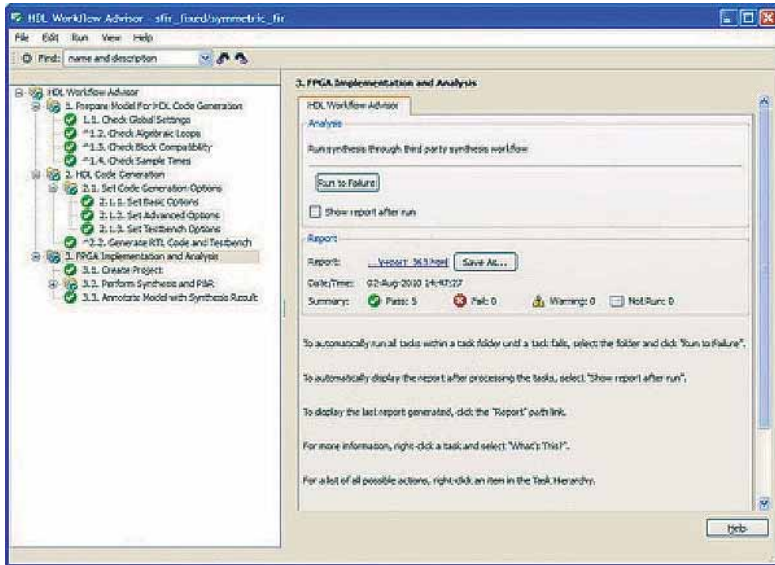 HDL Workflow Advisor - sfir_fixed/symmetric_fir
File Edit Run View Help
Find: name and description
HDL Workflow Advisor
1. Prepare Model For HDL Code Generation
1.1. Check Global Settings
^1.2. Check Algebraic Loops
^1.3. Check Block Compatibility
^1.4. Check Sample Times
2. HDL Code Generation
2.1. Set Code Generation Options
2.1.1. Set Basic Options
2.1.2. Set Advanced Options
2.1.3. Set Testbench Options
^2.2. Generate RTL Code and Testbench
3. FPGA Implementation and Analysis
3.1. Create Project
3.2. Perform Synthesis and P&R
3.3. Annotate Model with Synthesis Result
3. FPGA Implementation and Analysis
HDL Workflow Advisor
Analysis
Run synthesis through third party synthesis workflow
Run to Failure
Show report after run
Report
Report: Save As...
Date/Time: 02-Aug-2010 14:47:27
Summary: Pass: 5 Fail: 0 Warning: 0 Not Run: 0
To automatically run all tasks within a task folder until a task fails, select the folder and click "Run to Failure".
To automatically display the report after processing the tasks, select "Show report after run".
To display the last report generated, click the "Report" path link.
For more information, right-click a task and select "What's This?".
For a list of all possible actions, right-click an item in the Task Hierarchy.
Help